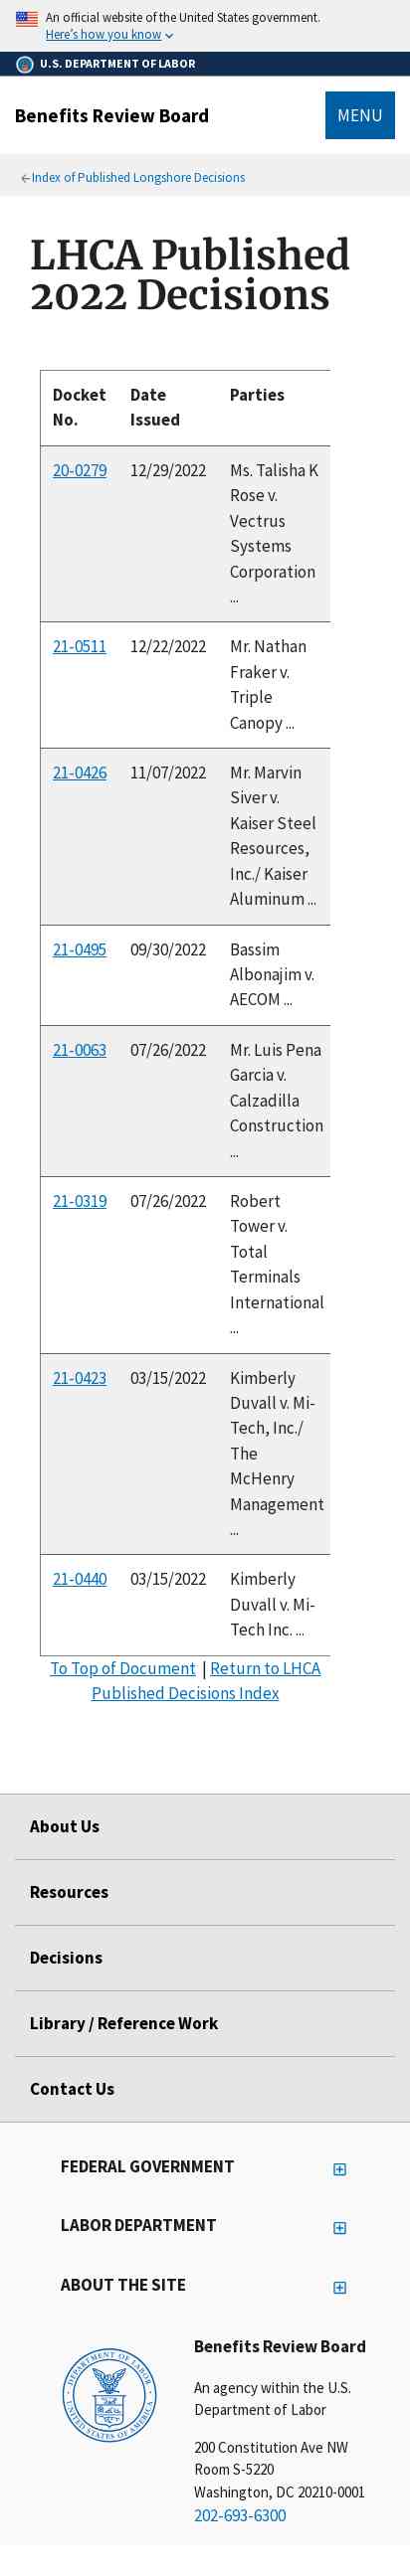 An official website of the United States government.
Here's how you know
U.S. DEPARTMENT OF LABOR
Benefits Review Board
MENU
Index of Published Longshore Decisions
LHCA Published
2022 Decisions
Docket No. Date Issued Parties
20-0279 12/29/2022 Ms. Talisha K
Rose v.
Vectrus
Systems
Corporation
...
21-0511 12/22/2022 Mr. Nathan
Fraker v.
Triple
Canopy ...
21-0426 11/07/2022 Mr. Marvin
Siver v.
Kaiser Steel
Resources,
Inc./ Kaiser
Aluminum ...
21-0495 09/30/2022 Bassim
Albonajim v.
AECOM ...
21-0063 07/26/2022 Mr. Luis Pena
Garcia v.
Calzadilla
Construction
...
21-0319 07/26/2022 Robert
Tower v.
Total
Terminals
International
...
21-0423 03/15/2022 Kimberly
Duvall v. Mi-
Tech, Inc./
The
McHenry
Management
...
21-0440 03/15/2022 Kimberly
Duvall v. Mi-
Tech Inc. ...
To Top of Document | Return to LHCA
Published Decisions Index
About Us
Resources
Decisions
Library / Reference Work
Contact Us
FEDERAL GOVERNMENT
LABOR DEPARTMENT
ABOUT THE SITE
DEPARTMENT OF LABOR
UNITED STATES OF AMERICA
Benefits Review Board
An agency within the U.S.
Department of Labor
200 Constitution Ave NW
Room S-5220
Washington, DC 20210-0001
202-693-6300